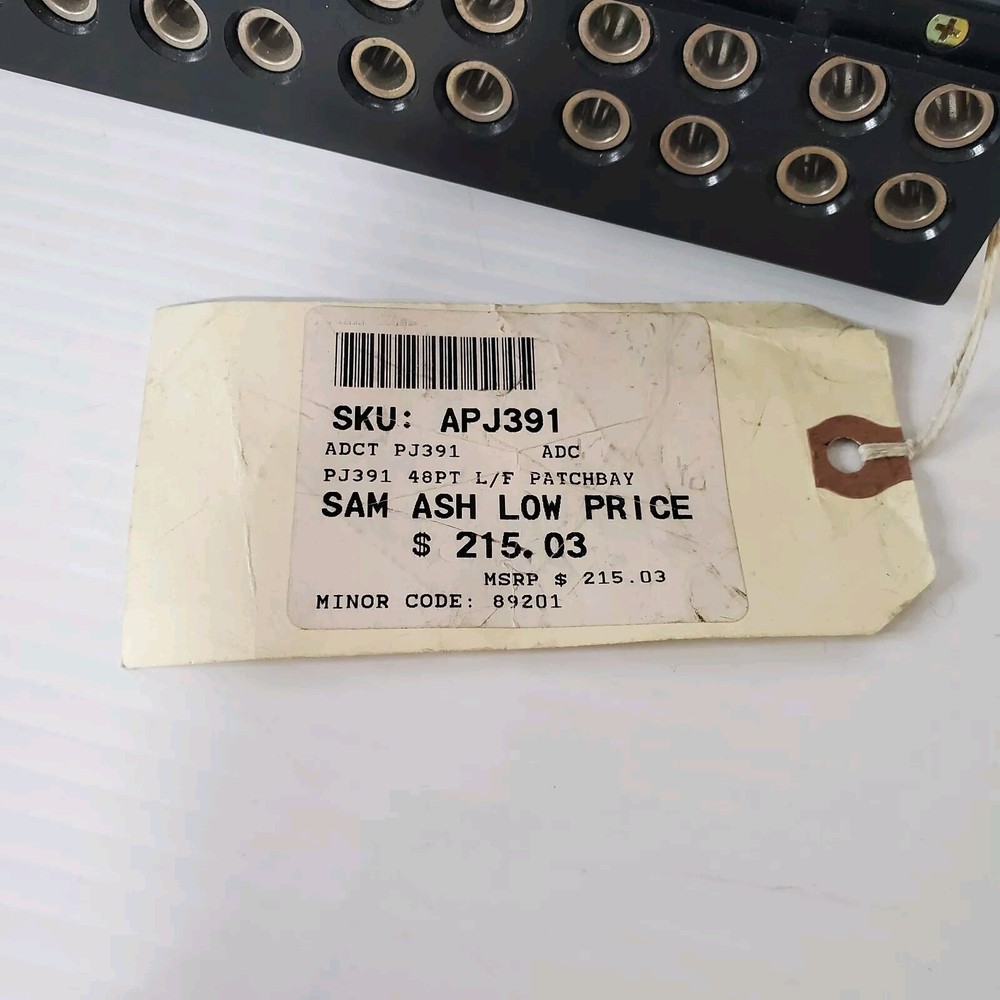 SKU: APJ391
ADCT PJ391 ADC
PJ391 48PT L/F PATCHBAY
SAM ASH LOW PRICE
$ 215.03
MSRP $ 215.03
MINOR CODE: 89201